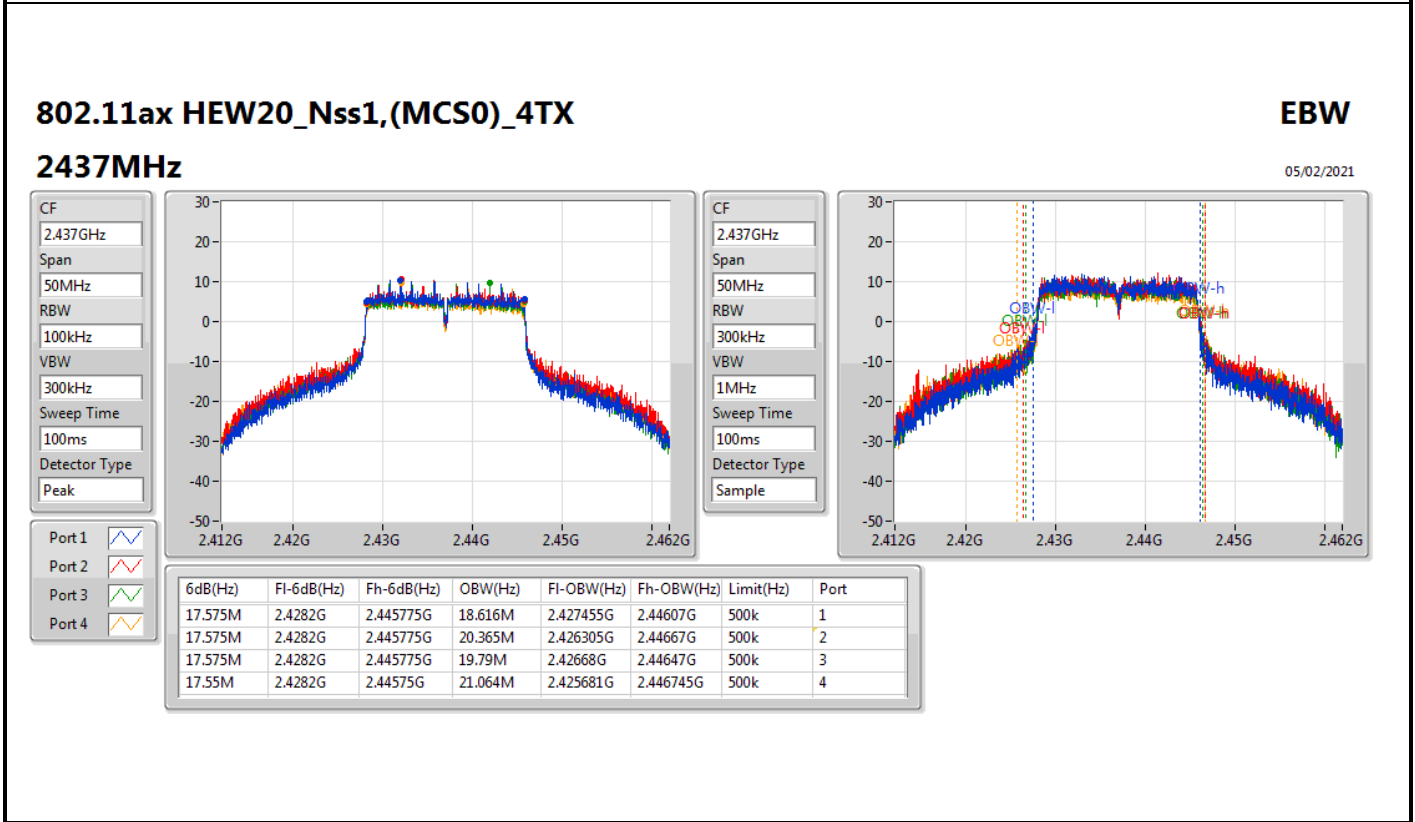 802.11ax HEW20_Nss1,(MCS0)_4TX EBW
2437MHz 05/02/2021
CF
2.437GHz
Span
50MHz
RBW
100kHz
VBW
300kHz
Sweep Time
100ms
Detector Type
Peak
30
20
10
0
-10
-20
-30
-40
-50
2.412G 2.42G 2.43G 2.44G 2.45G 2.462G
CF
2.437GHz
Span
50MHz
RBW
300kHz
VBW
1MHz
Sweep Time
100ms
Detector Type
Sample
30
20
10
0
-10
-20
-30
-40
-50
OBW-l
2.412G 2.42G 2.43G 2.44G 2.45G 2.462G
Port 1
Port 2
Port 3
Port 4
6dB(Hz) Fl-6dB(Hz) Fh-6dB(Hz) OBW(Hz) Fl-OBW(Hz) Fh-OBW(Hz) Limit(Hz) Port
17.575M 2.4282G 2.445775G 18.616M 2.427455G 2.44607G 500k 1
17.575M 2.4282G 2.445775G 20.365M 2.426305G 2.44667G 500k 2
17.575M 2.4282G 2.445775G 19.79M 2.42668G 2.44647G 500k 3
17.55M 2.4282G 2.44575G 21.064M 2.425681G 2.446745G 500k 4